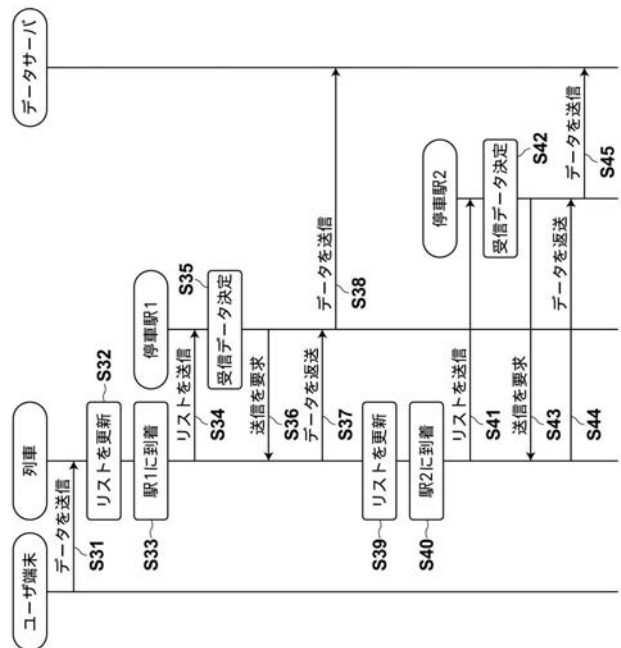 ユーザ端末
列車
データサーバ
データを送信
S31
リストを更新
S32
駅1に到着
S33
停車駅1
リストを送信
S34
受信データ決定
S35
送信を要求
S36
データを返送
S37
データを送信
S38
リストを更新
S39
駅2に到着
S40
停車駅2
リストを送信
S41
受信データ決定
S42
送信を要求
S43
データを返送
S44
データを送信
S45